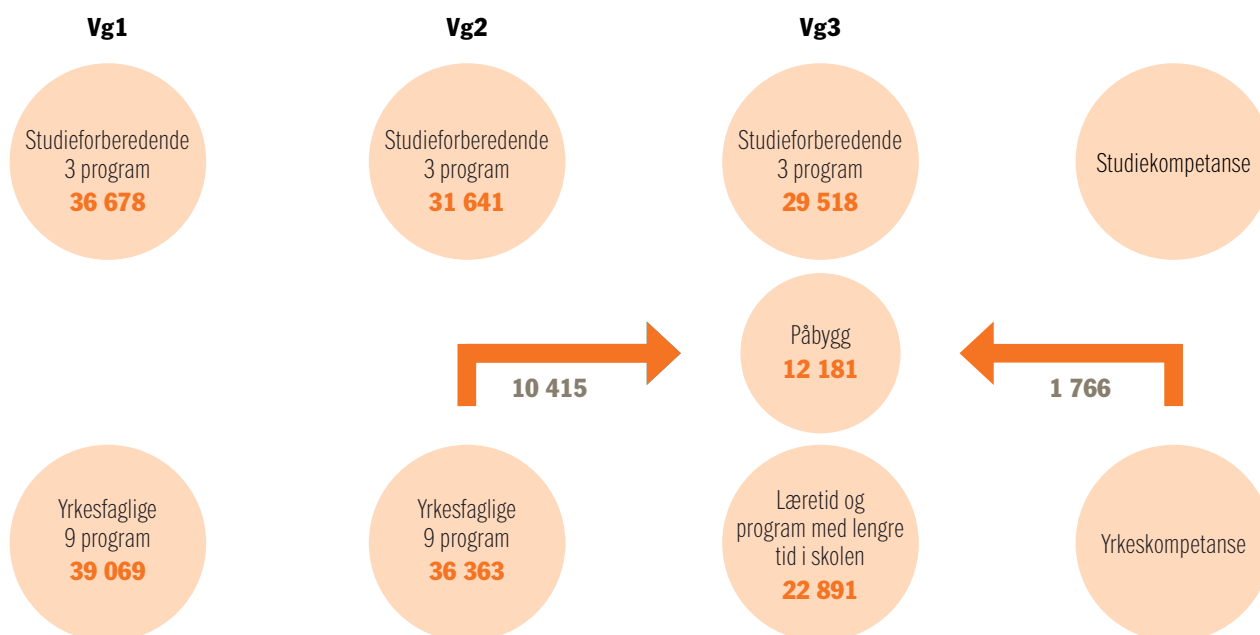 Vg1
Vg2
Vg3
Studieforberedende
3 program
36 678
Studieforberedende
3 program
31 641
Studieforberedende
3 program
29 518
Studiekompetanse
10 415
Påbygg
12 181
1 766
Yrkesfaglige
9 program
39 069
Yrkesfaglige
9 program
36 363
Læretid og
program med lengre
tid i skolen
22 891
Yrkeskompetanse